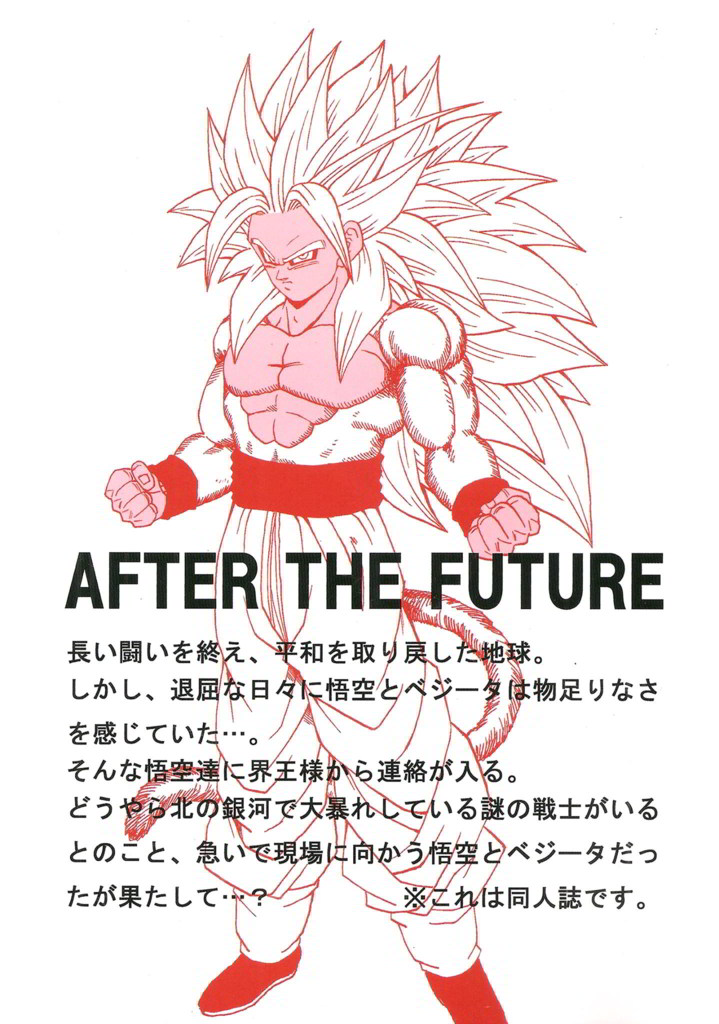 AFTER THE FUTURE
長い闘いを終え、平和を取り戻した地球。
しかし、退屈な日々に悟空とベジータは物足りなさ
を感じていた…。
そんな悟空達に界王様から連絡が入る。
どうやら北の銀河で大暴れしている謎の戦士がいる
とのこと、急いで現場に向かう悟空とベジータだっ
たが果たして…？ ※これは同人誌です。